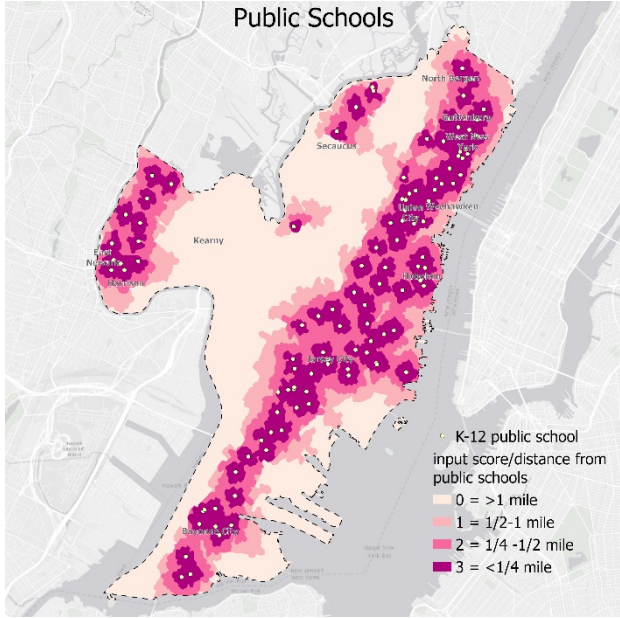 Public Schools
North Bergen
Guttenburg
West New
York
Secaucus
Union
City
Weehawken
Kearny
East
Newark
Harrison
Hoboken
Jersey City
Bayonne City
K-12 public school
input score/distance from
public schools
0 = >1 mile
1 = 1/2-1 mile
2 = 1/4 -1/2 mile
3 = <1/4 mile